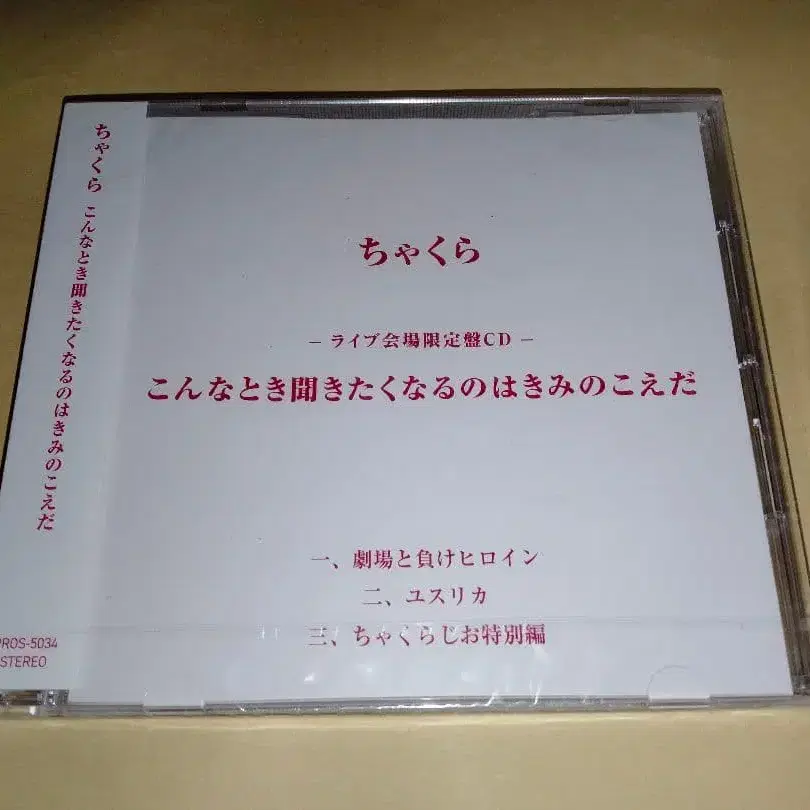 ちゃくら こんなとき聞きたくなるのはきみのこえだ
ちゃくら
— ライブ会場限定盤CD —
こんなとき聞きたくなるのはきみのこえだ
一、劇場と負けヒロイン
二、ユスリカ
三、ちゃくらじお特別編
PROS-5034
STEREO